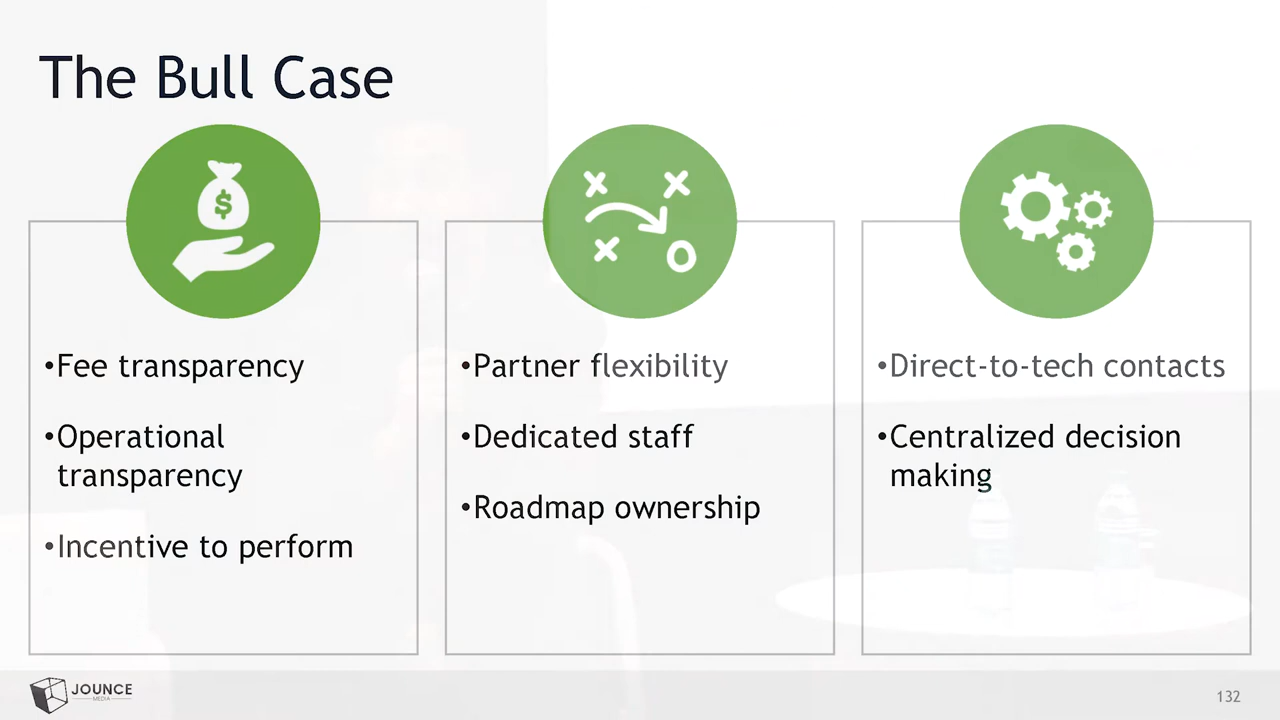 The Bull Case
$
•Fee transparency
•Operational
transparency
•Incentive to perform
•Partner flexibility
•Dedicated staff
•Roadmap ownership
•Direct-to-tech contacts
•Centralized decision
making
JOUNCE
MEDIA
132